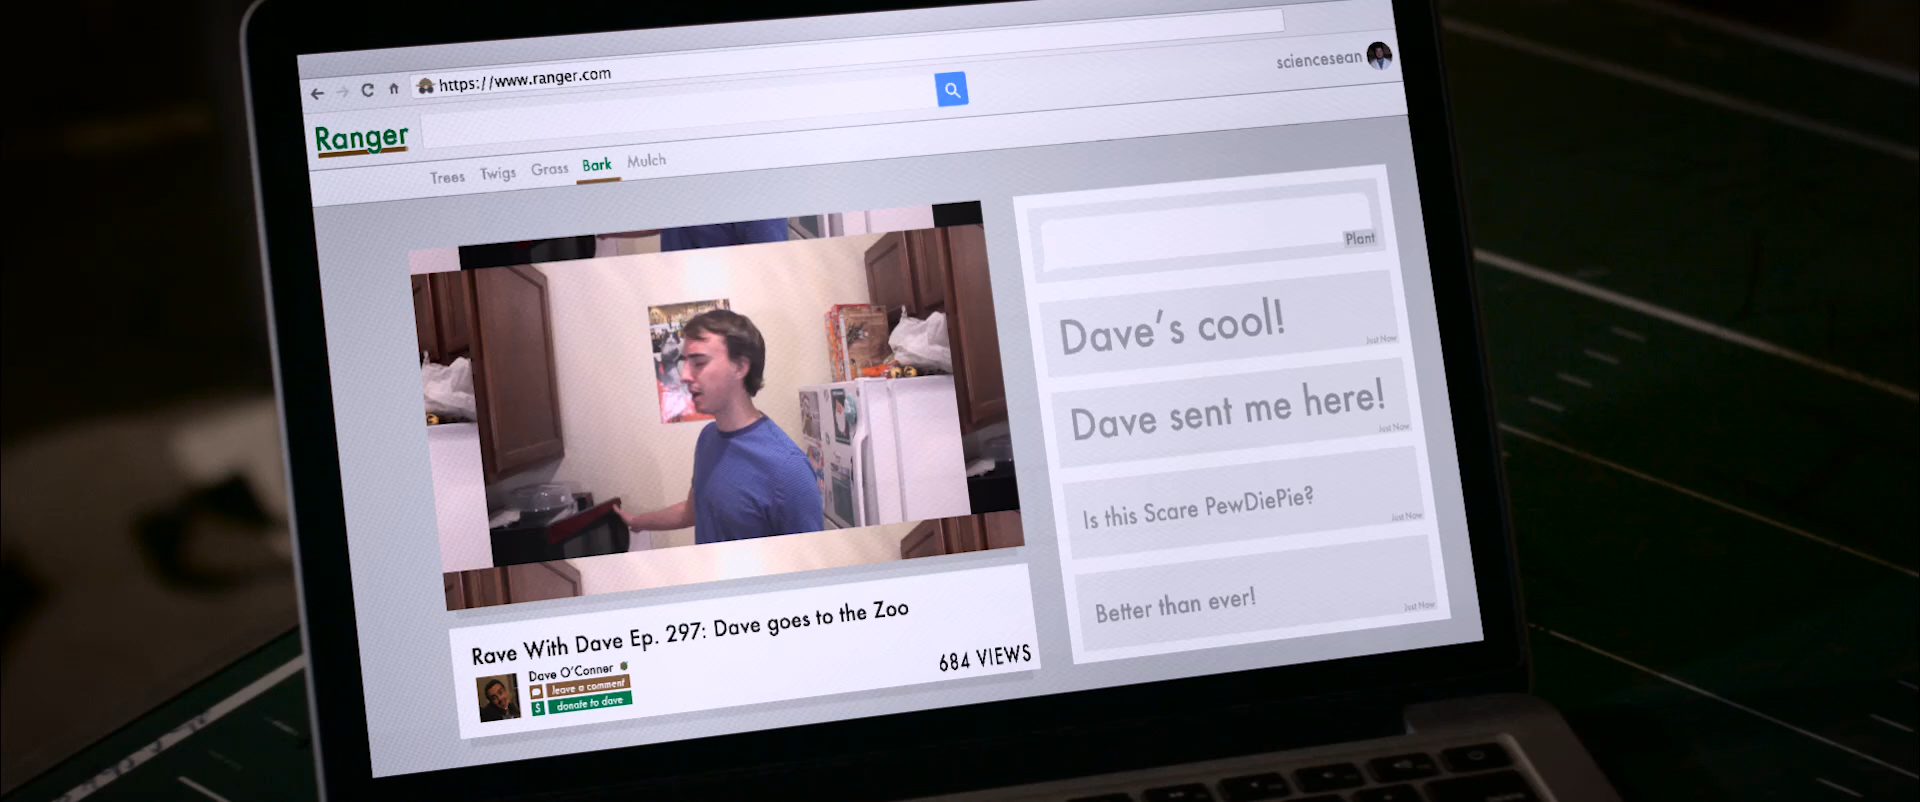 https://www.ranger.com
sciencesean
Ranger
Trees Twigs Grass Bark Mulch
Plant
Dave's cool!
Just Now
Dave sent me here!
Just Now
Is this Scare PewDiePie?
Just Now
Better than ever!
Just Now
Rave With Dave Ep. 297: Dave goes to the Zoo
Dave O'Conner
leave a comment
$ donate to dave
684 VIEWS